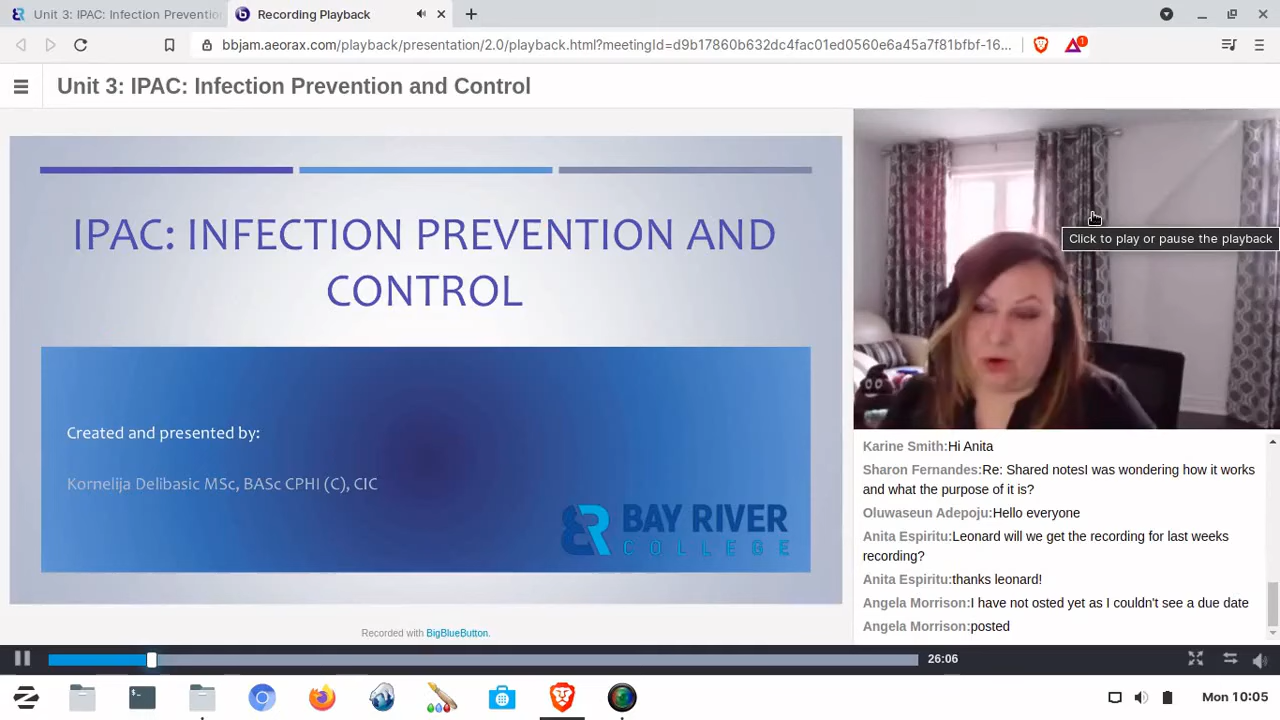 Unit 3: IPAC: Infection Preventio
Recording Playback
bbjam.aeorax.com/playback/presentation/2.0/playback.html?meetingId=d9b17860b632dc4fac01ed0560e6a45a7f81bfbf-16...
1
Unit 3: IPAC: Infection Prevention and Control
IPAC: INFECTION PREVENTION AND
CONTROL
Created and presented by:
Kornelija Delibasic MSc, BASc CPHI (C), CIC
BAY RIVER
COLLEGE
Recorded with BigBlueButton.
Click to play or pause the playback
Karine Smith:Hi Anita
Sharon Fernandes:Re: Shared notesI was wondering how it works
and what the purpose of it is?
Oluwaseun Adepoju:Hello everyone
Anita Espiritu:Leonard will we get the recording for last weeks
recording?
Anita Espiritu:thanks leonard!
Angela Morrison:I have not osted yet as I couldn't see a due date
Angela Morrison:posted
26:06
Mon 10:05